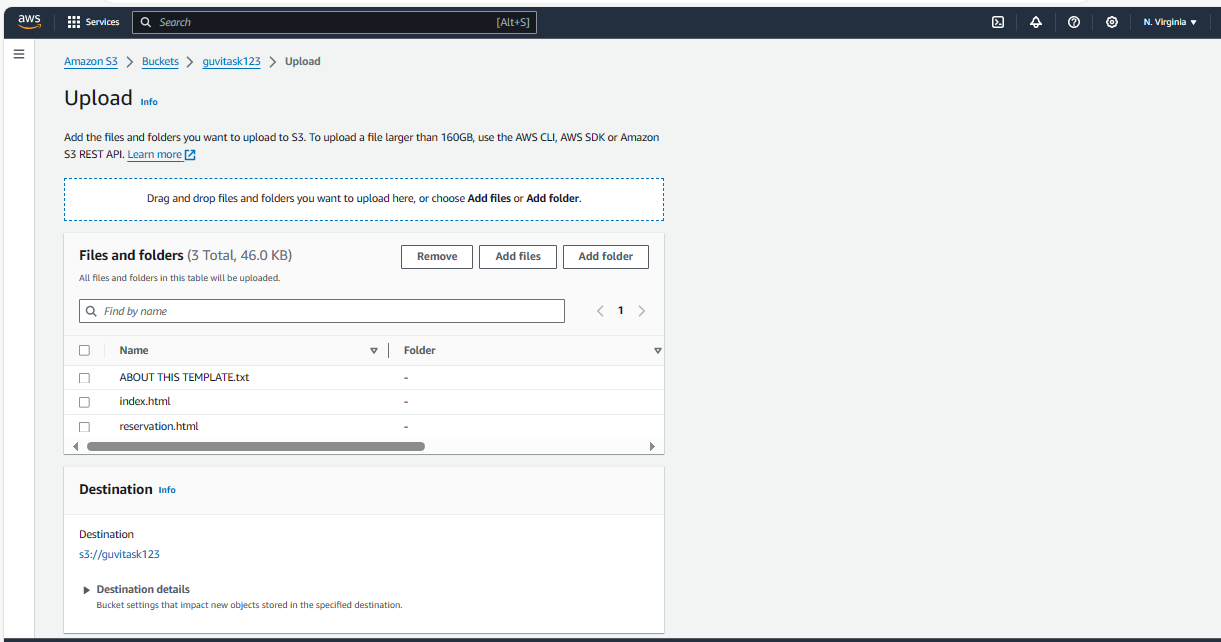 aws Services Search [Alt+S] N. Virginia
Amazon S3 Buckets guvitask123 Upload
Upload Info
Add the files and folders you want to upload to S3. To upload a file larger than 160GB, use the AWS CLI, AWS SDK or Amazon
S3 REST API. Learn more
Drag and drop files and folders you want to upload here, or choose Add files or Add folder.
Files and folders (3 Total, 46.0 KB) Remove Add files Add folder
All files and folders in this table will be uploaded.
Find by name 1
Name Folder
ABOUT THIS TEMPLATE.txt -
index.html -
reservation.html -
Destination Info
Destination
s3://guvitask123
Destination details
Bucket settings that impact new objects stored in the specified destination.